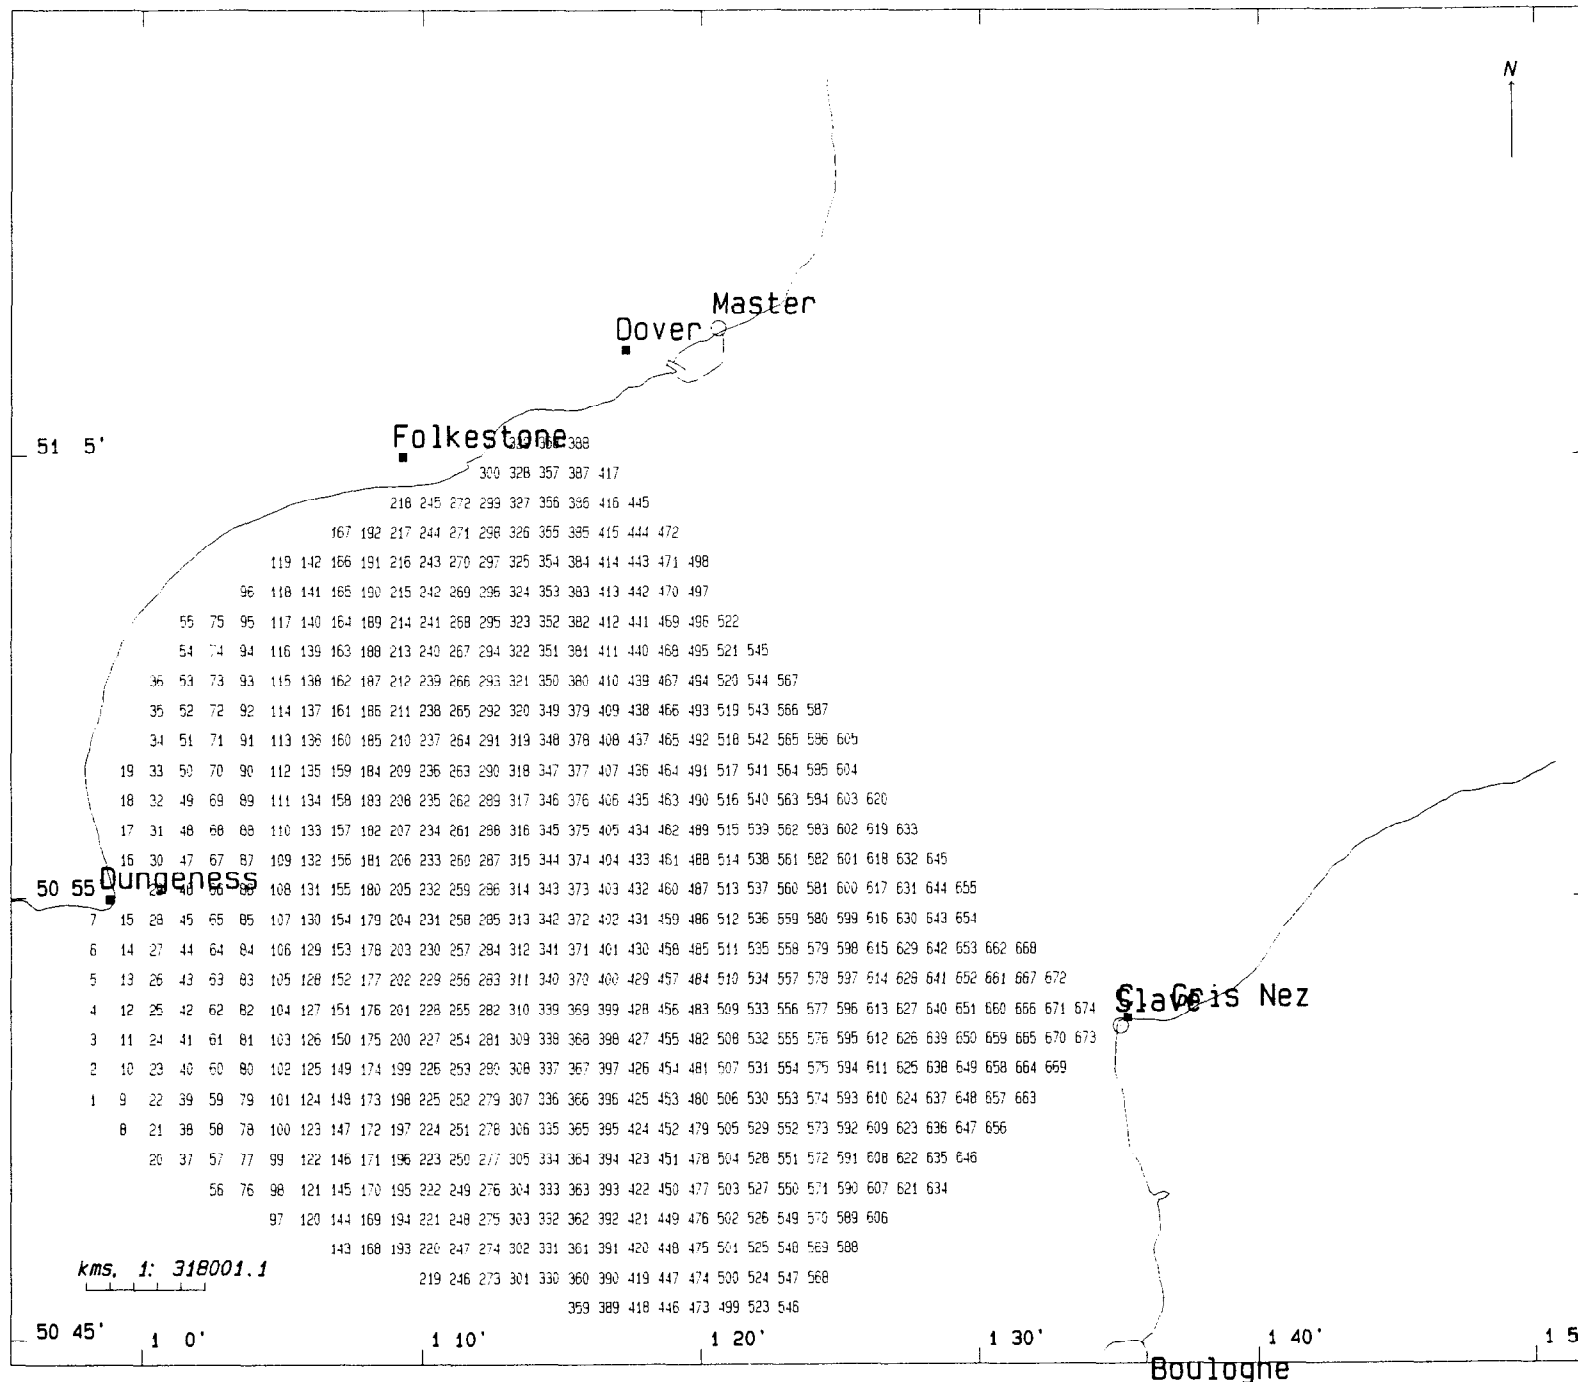 N
Master
Dover
51 5'
Folkestone 388
300 328 357 387 417
218 245 272 299 327 356 386 416 445
167 192 217 244 271 298 326 355 385 415 444 472
119 142 166 191 216 243 270 297 325 354 384 414 443 471 498
96 118 141 165 190 215 242 269 296 324 353 383 413 442 470 497
55 75 95 117 140 164 189 214 241 268 295 323 352 382 412 441 469 496 522
54 74 94 116 139 163 188 213 240 267 294 322 351 381 411 440 468 495 521 545
36 53 73 93 115 138 162 187 212 239 266 293 321 350 380 410 439 467 494 520 544 567
35 52 72 92 114 137 161 186 211 238 265 292 320 349 379 409 438 466 493 519 543 566 587
34 51 71 91 113 136 160 185 210 237 264 291 319 348 378 408 437 465 492 518 542 565 586 605
19 33 50 70 90 112 135 159 184 209 236 263 290 318 347 377 407 436 464 491 517 541 564 585 604
18 32 49 69 89 111 134 158 183 208 235 262 289 317 346 376 406 435 463 490 516 540 563 584 603 620
17 31 48 68 88 110 133 157 182 207 234 261 288 316 345 375 405 434 462 489 515 539 562 583 602 619 633
16 30 47 67 87 109 132 156 181 206 233 260 287 315 344 374 404 433 461 488 514 538 561 582 601 618 632 645
50 55' Dungeness 108 131 155 180 205 232 259 286 314 343 373 403 432 460 487 513 537 560 581 600 617 631 644 655
7 15 28 45 65 85 107 130 154 179 204 231 258 285 313 342 372 402 431 459 486 512 536 559 580 599 616 630 643 654
6 14 27 44 64 84 106 129 153 178 203 230 257 284 312 341 371 401 430 458 485 511 535 558 579 598 615 629 642 653 662 668
5 13 26 43 63 83 105 128 152 177 202 229 256 283 311 340 370 400 429 457 484 510 534 557 578 597 614 628 641 652 661 667 672
4 12 25 42 62 82 104 127 151 176 201 228 255 282 310 339 369 399 428 456 483 509 533 556 577 596 613 627 640 651 660 666 671 674 Slave Gris Nez
3 11 24 41 61 81 103 126 150 175 200 227 254 281 309 338 368 398 427 455 482 508 532 555 576 595 612 626 639 650 659 665 670 673
2 10 23 40 60 80 102 125 149 174 199 226 253 280 308 337 367 397 426 454 481 507 531 554 575 594 611 625 638 649 658 664 669
1 9 22 39 59 79 101 124 148 173 198 225 252 279 307 336 366 396 425 453 480 506 530 553 574 593 610 624 637 648 657 663
8 21 38 58 78 100 123 147 172 197 224 251 278 306 335 365 395 424 452 479 505 529 552 573 592 609 623 636 647 656
20 37 57 77 99 122 146 171 196 223 250 277 305 334 364 394 423 451 478 504 528 551 572 591 608 622 635 646
56 76 98 121 145 170 195 222 249 276 304 333 363 393 422 450 477 503 527 550 571 590 607 621 634
97 120 144 169 194 221 248 275 303 332 362 392 421 449 476 502 526 549 570 589 606
143 168 193 220 247 274 302 331 361 391 420 448 475 501 525 548 569 588
kms, 1: 318001.1
219 246 273 301 330 360 390 419 447 474 500 524 547 568
359 389 418 446 473 499 523 546
50 45' 1 0' 1 10' 1 20' 1 30' 1 40' 1 5
Boulogne